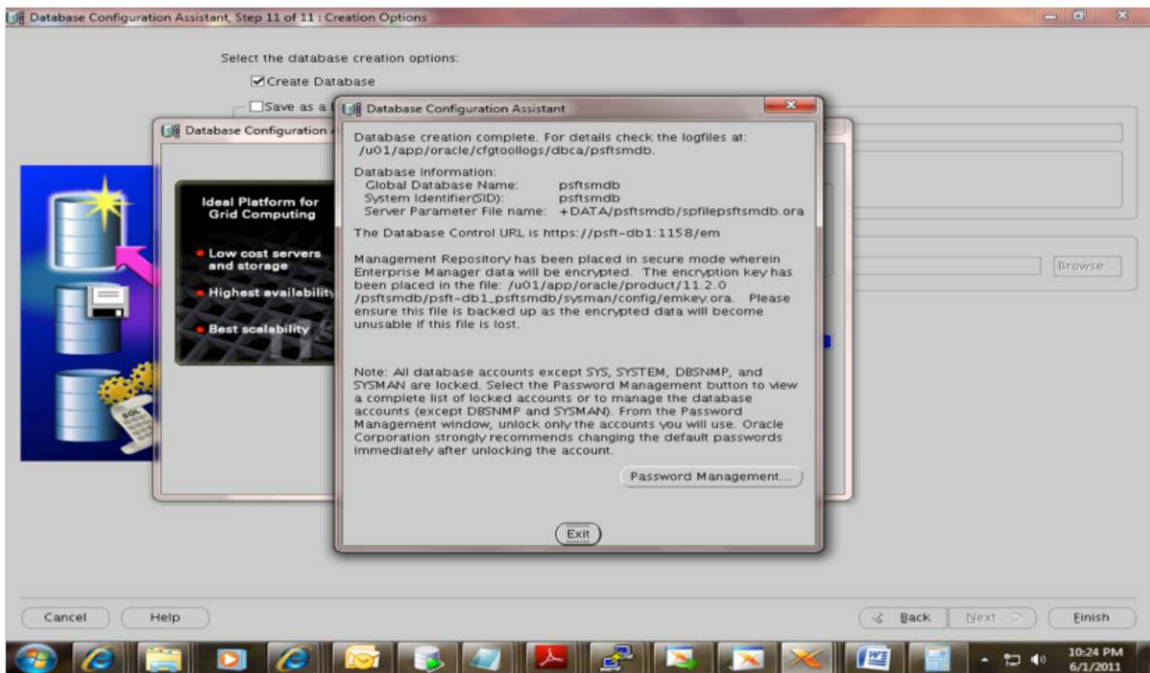 Database Configuration Assistant, Step 11 of 11 : Creation Options
Select the database creation options:
Create Database
Save as a
Database Configuration
Ideal Platform for
Grid Computing
Low cost servers
and storage
Highest availability
Best scalability
Database Configuration Assistant
Database creation complete. For details check the logfiles at:
/u01/app/oracle/cfgtoollogs/dbca/psftsmdb.
Database Information:
Global Database Name: psftsmdb
System Identifier(SID): psftsmdb
Server Parameter File name: +DATA/psftsmdb/spfilepsftsmdb.ora
The Database Control URL is https://psft-db1:1158/em
Management Repository has been placed in secure mode wherein
Enterprise Manager data will be encrypted. The encryption key has
been placed in the file: /u01/app/oracle/product/11.2.0
/psftsmdb/psft-db1_psftsmdb/sysman/config/emkey.ora. Please
ensure this file is backed up as the encrypted data will become
unusable if this file is lost.
Note: All database accounts except SYS, SYSTEM, DBSNMP, and
SYSMAN are locked. Select the Password Management button to view
a complete list of locked accounts or to manage the database
accounts (except DBSNMP and SYSMAN). From the Password
Management window, unlock only the accounts you will use. Oracle
Corporation strongly recommends changing the default passwords
immediately after unlocking the account.
Password Management...
Exit
Browse...
SQL
Cancel
Help
Back
Next
Finish
10:24 PM
6/1/2011